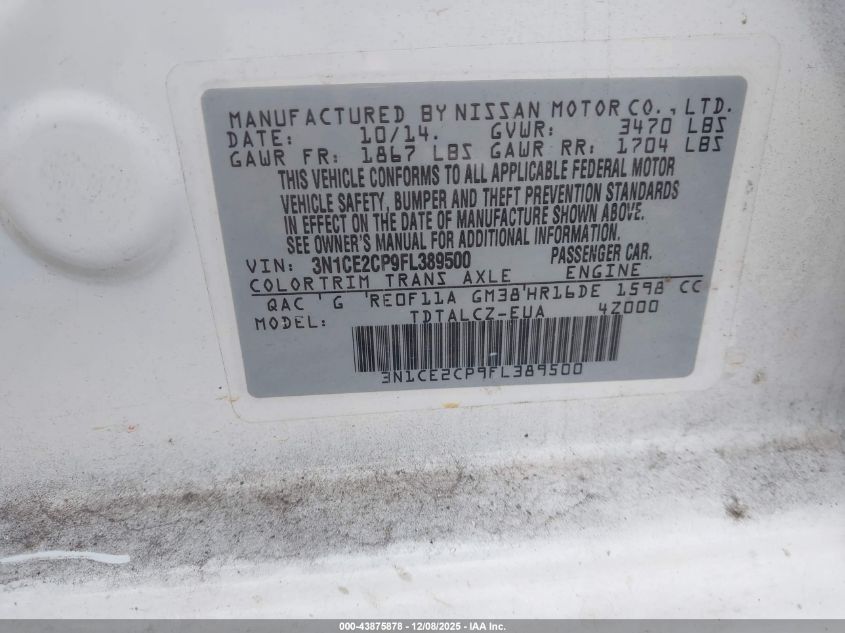 MANUFACTURED BY NISSAN MOTOR CO., LTD.
DATE: 10/14. GVWR: 3470 LBS
GAWR FR: 1867 LBS GAWR RR: 1704 LBS
THIS VEHICLE CONFORMS TO ALL APPLICABLE FEDERAL MOTOR
VEHICLE SAFETY, BUMPER AND THEFT PREVENTION STANDARDS
IN EFFECT ON THE DATE OF MANUFACTURE SHOWN ABOVE.
SEE OWNER'S MANUAL FOR ADDITIONAL INFORMATION.
VIN: 3N1CE2CP9FL389500 PASSENGER CAR.
COLOR TRIM TRANS AXLE ENGINE
QAC ' G 'RE0F11A GM38'HR16DE 1598 CC
MODEL: TDTALCZ-EUA 4Z000
3N1CE2CP9FL389500
000-43875878 - 12/08/2025 - IAA Inc.